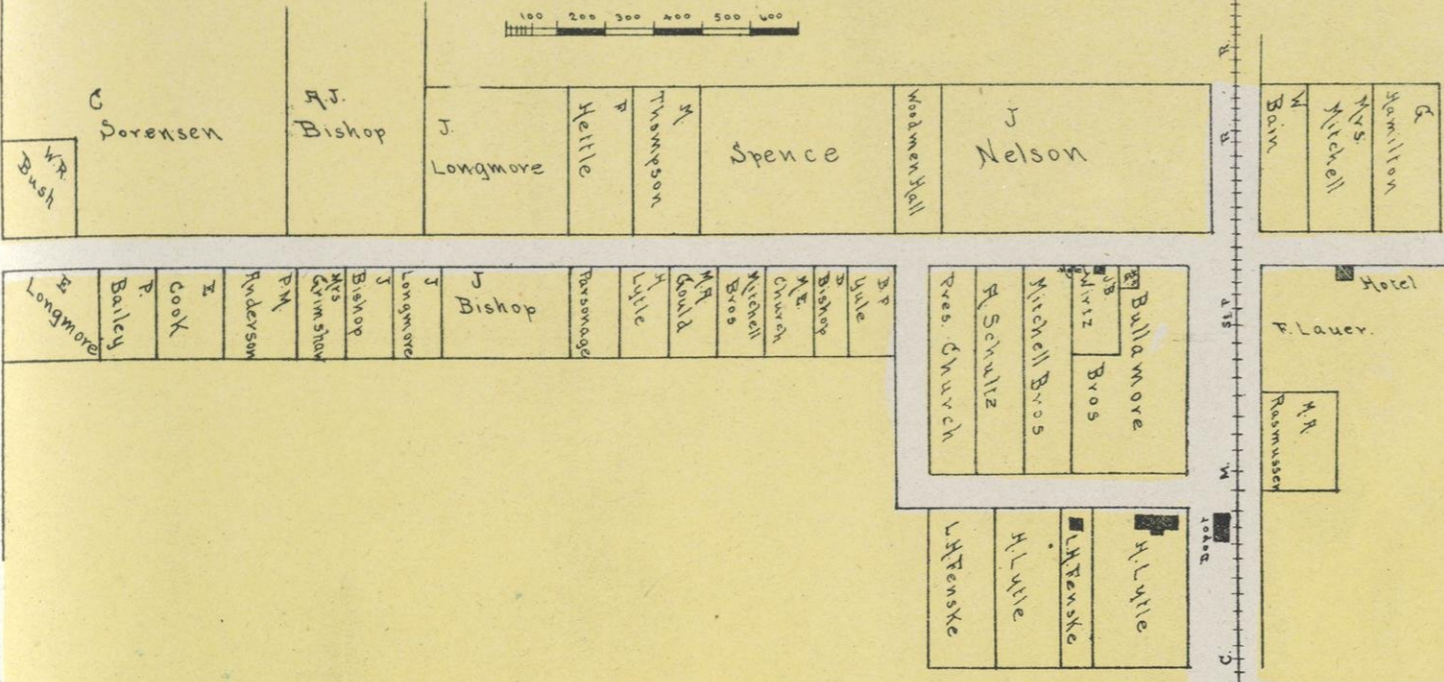 100 200 300 400 500 600
C
Sorensen
W.R.
Bush
A.J.
Bishop
J.
Longmore
F
Hettle
M.
Thompson
Spence
Woodmen Hall
J
Nelson
R.
R.
W
Bain
Mrs.
Mitchell
G
Hamilton
E
Longmore
P.
Bailey
E
Cook
P.M.
Anderson
Mrs
Grimshaw
J
Bishop
J
Longmore
J
Bishop
Parsonage
H
Lytle
M.A
Gould
Mitchell
Bros
M.E.
Church
D
Bishop
B P
Yule
Pres. Church
A Schultz
Mitchell Bros
JB
Wirtz
Bros
Bullamore
St. P
Hotel
F. Lauer.
M.A.
Rasmussen
M.
Depot
L.H Fenske
H. Lytle
L.H. Fenske
H. Lytle
C.